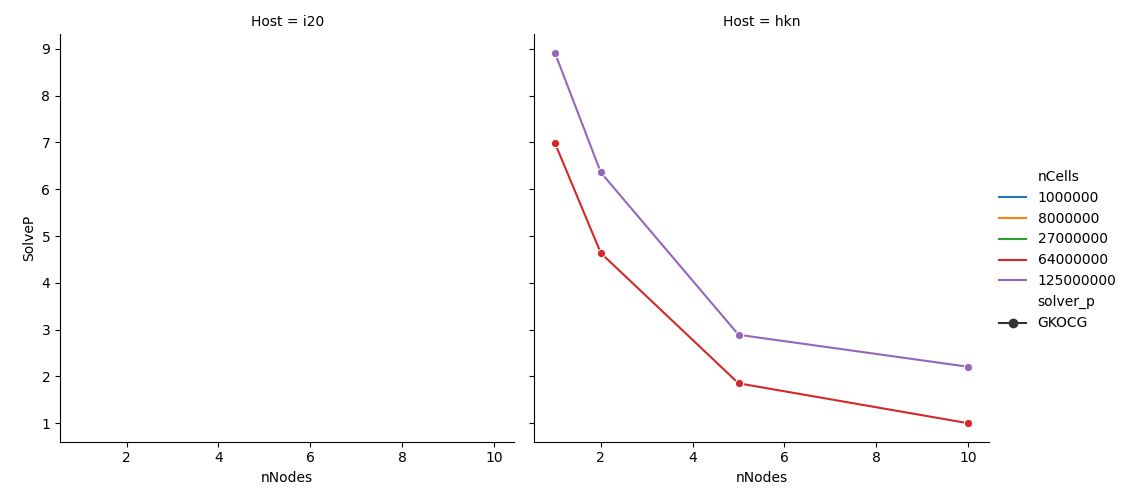 Host = i20
Host = hkn
SolveP
9
8
7
6
5
4
3
2
1
2 4 6 8 10
2 4 6 8 10
nNodes
nNodes
nCells
1000000
8000000
27000000
64000000
125000000
solver_p
GKOCG